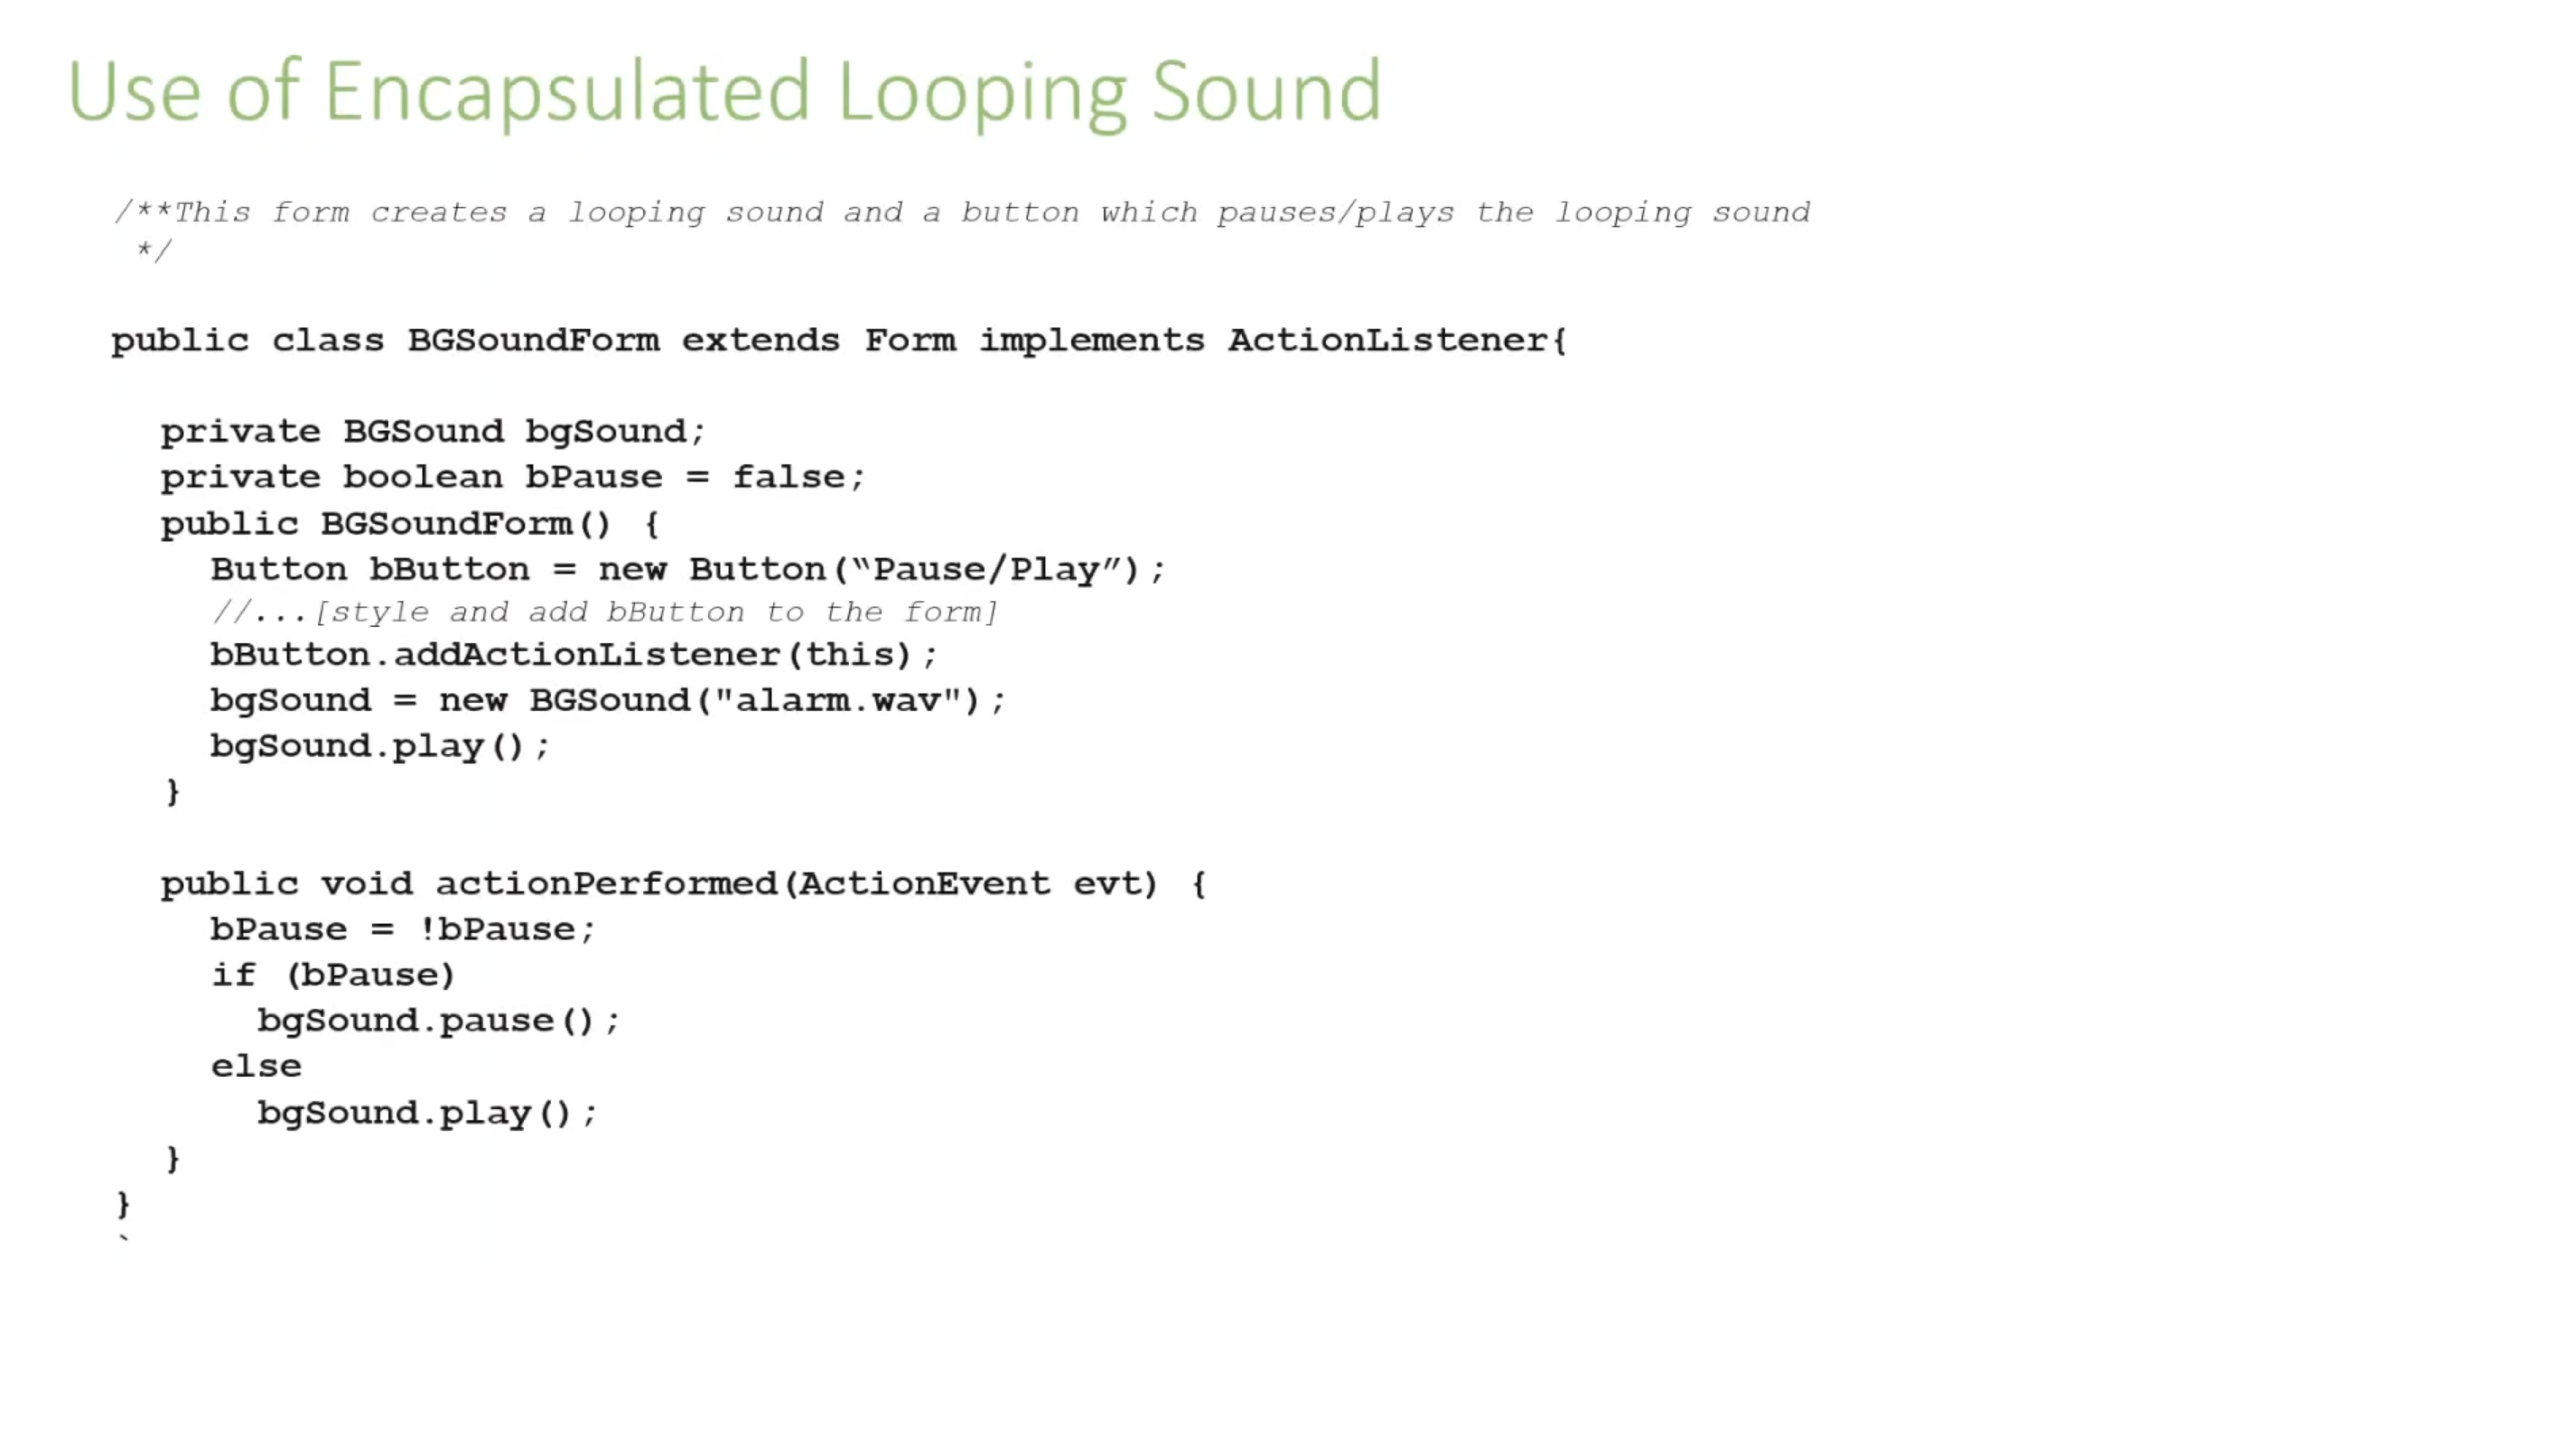 Use of Encapsulated Looping Sound
/**This form creates a looping sound and a button which pauses/plays the looping sound
*/
public class BGSoundForm extends Form implements ActionListener{
private BGSound bgSound;
private boolean bPause = false;
public BGSoundForm() {
Button bButton = new Button(“Pause/Play”);
//...[style and add bButton to the form]
bButton.addActionListener(this);
bgSound = new BGSound("alarm.wav");
bgSound.play();
}
public void actionPerformed(ActionEvent evt) {
bPause = !bPause;
if (bPause)
bgSound.pause();
else
bgSound.play();
}
}
`